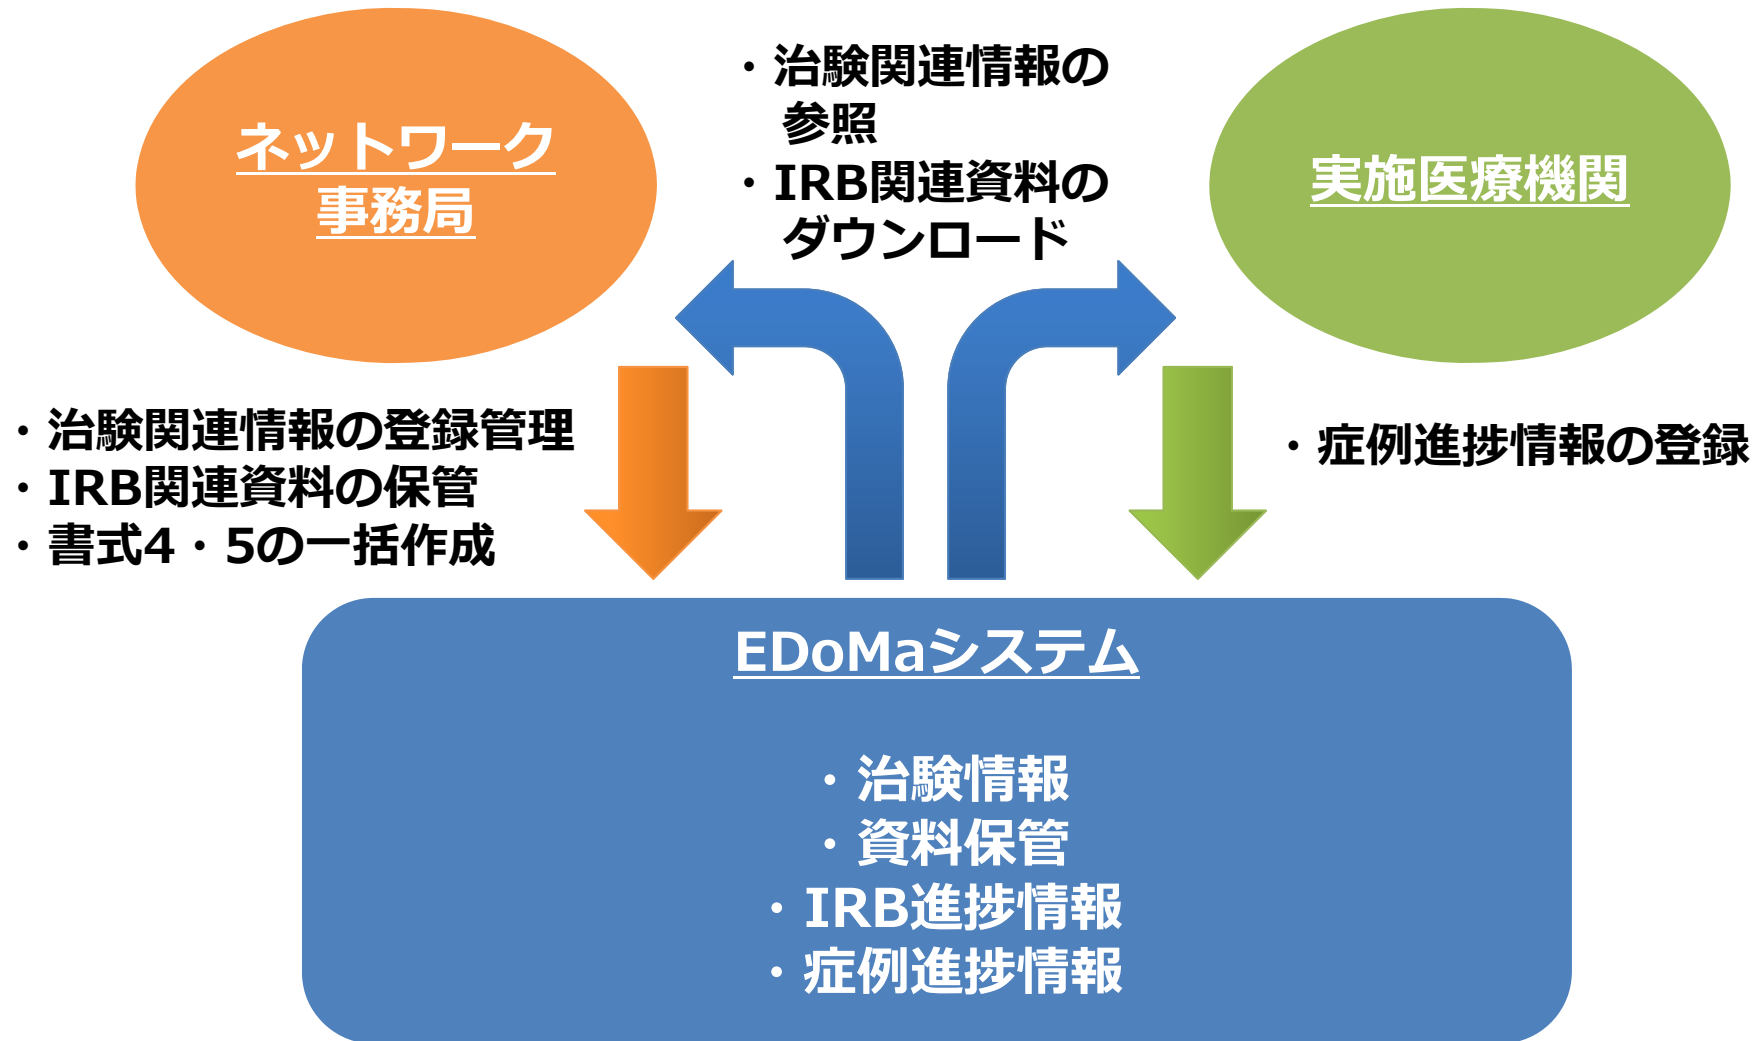 ネットワーク
事務局
・治験関連情報の
参照
・IRB関連資料の
ダウンロード
実施医療機関
・治験関連情報の登録管理
・IRB関連資料の保管
・書式4・5の一括作成
・症例進捗情報の登録
EDoMaシステム
・治験情報
・資料保管
・IRB進捗情報
・症例進捗情報